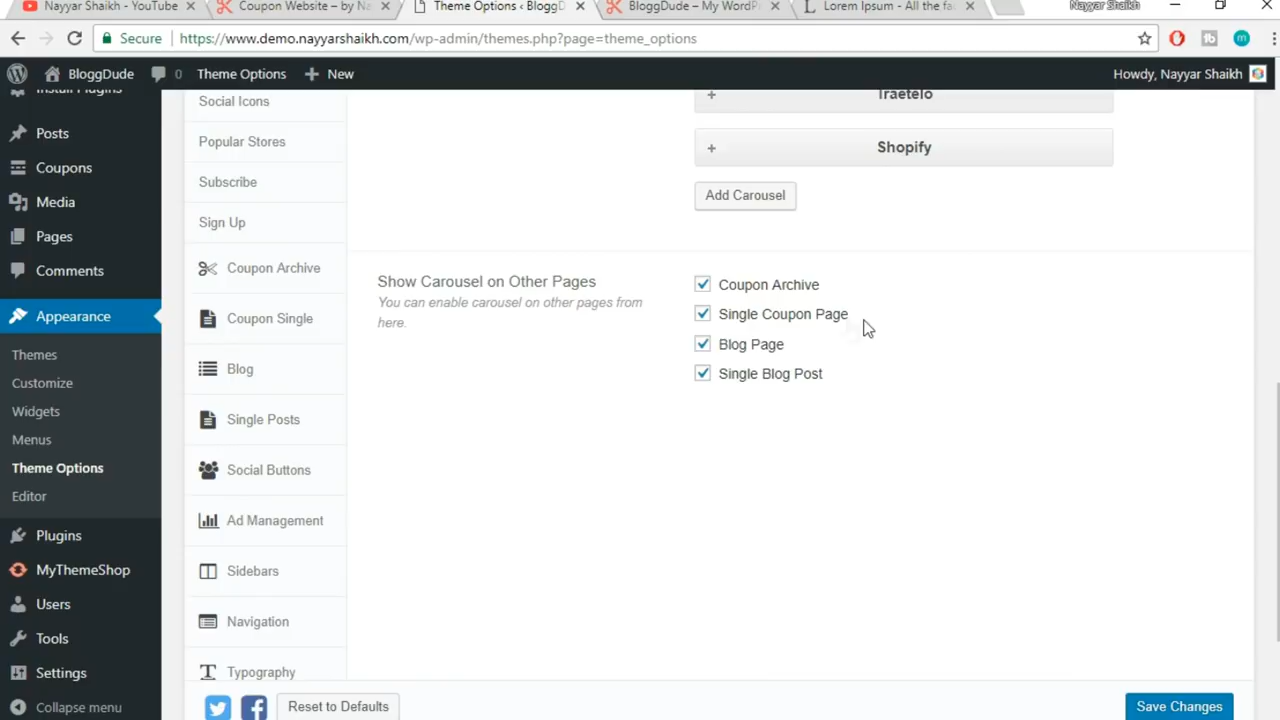 Nayyar Shaikh - YouTube
Coupon Website – by Na
Theme Options ‹ BloggD
BloggDude – My WordP
Lorem Ipsum - All the fa
Nayyar Shaikh
Secure
https://www.demo.nayyarshaikh.com/wp-admin/themes.php?page=theme_options
BloggDude
0
Theme Options
+ New
Howdy, Nayyar Shaikh
Install Plugins
Posts
Coupons
Media
Pages
Comments
Appearance
Themes
Customize
Widgets
Menus
Theme Options
Editor
Plugins
MyThemeShop
Users
Tools
Settings
Collapse menu
Social Icons
Popular Stores
Subscribe
Sign Up
Coupon Archive
Coupon Single
Blog
Single Posts
Social Buttons
Ad Management
Sidebars
Navigation
Typography
+ Traetelo
+ Shopify
Add Carousel
Show Carousel on Other Pages
You can enable carousel on other pages from
here.
Coupon Archive
Single Coupon Page
Blog Page
Single Blog Post
Reset to Defaults
Save Changes